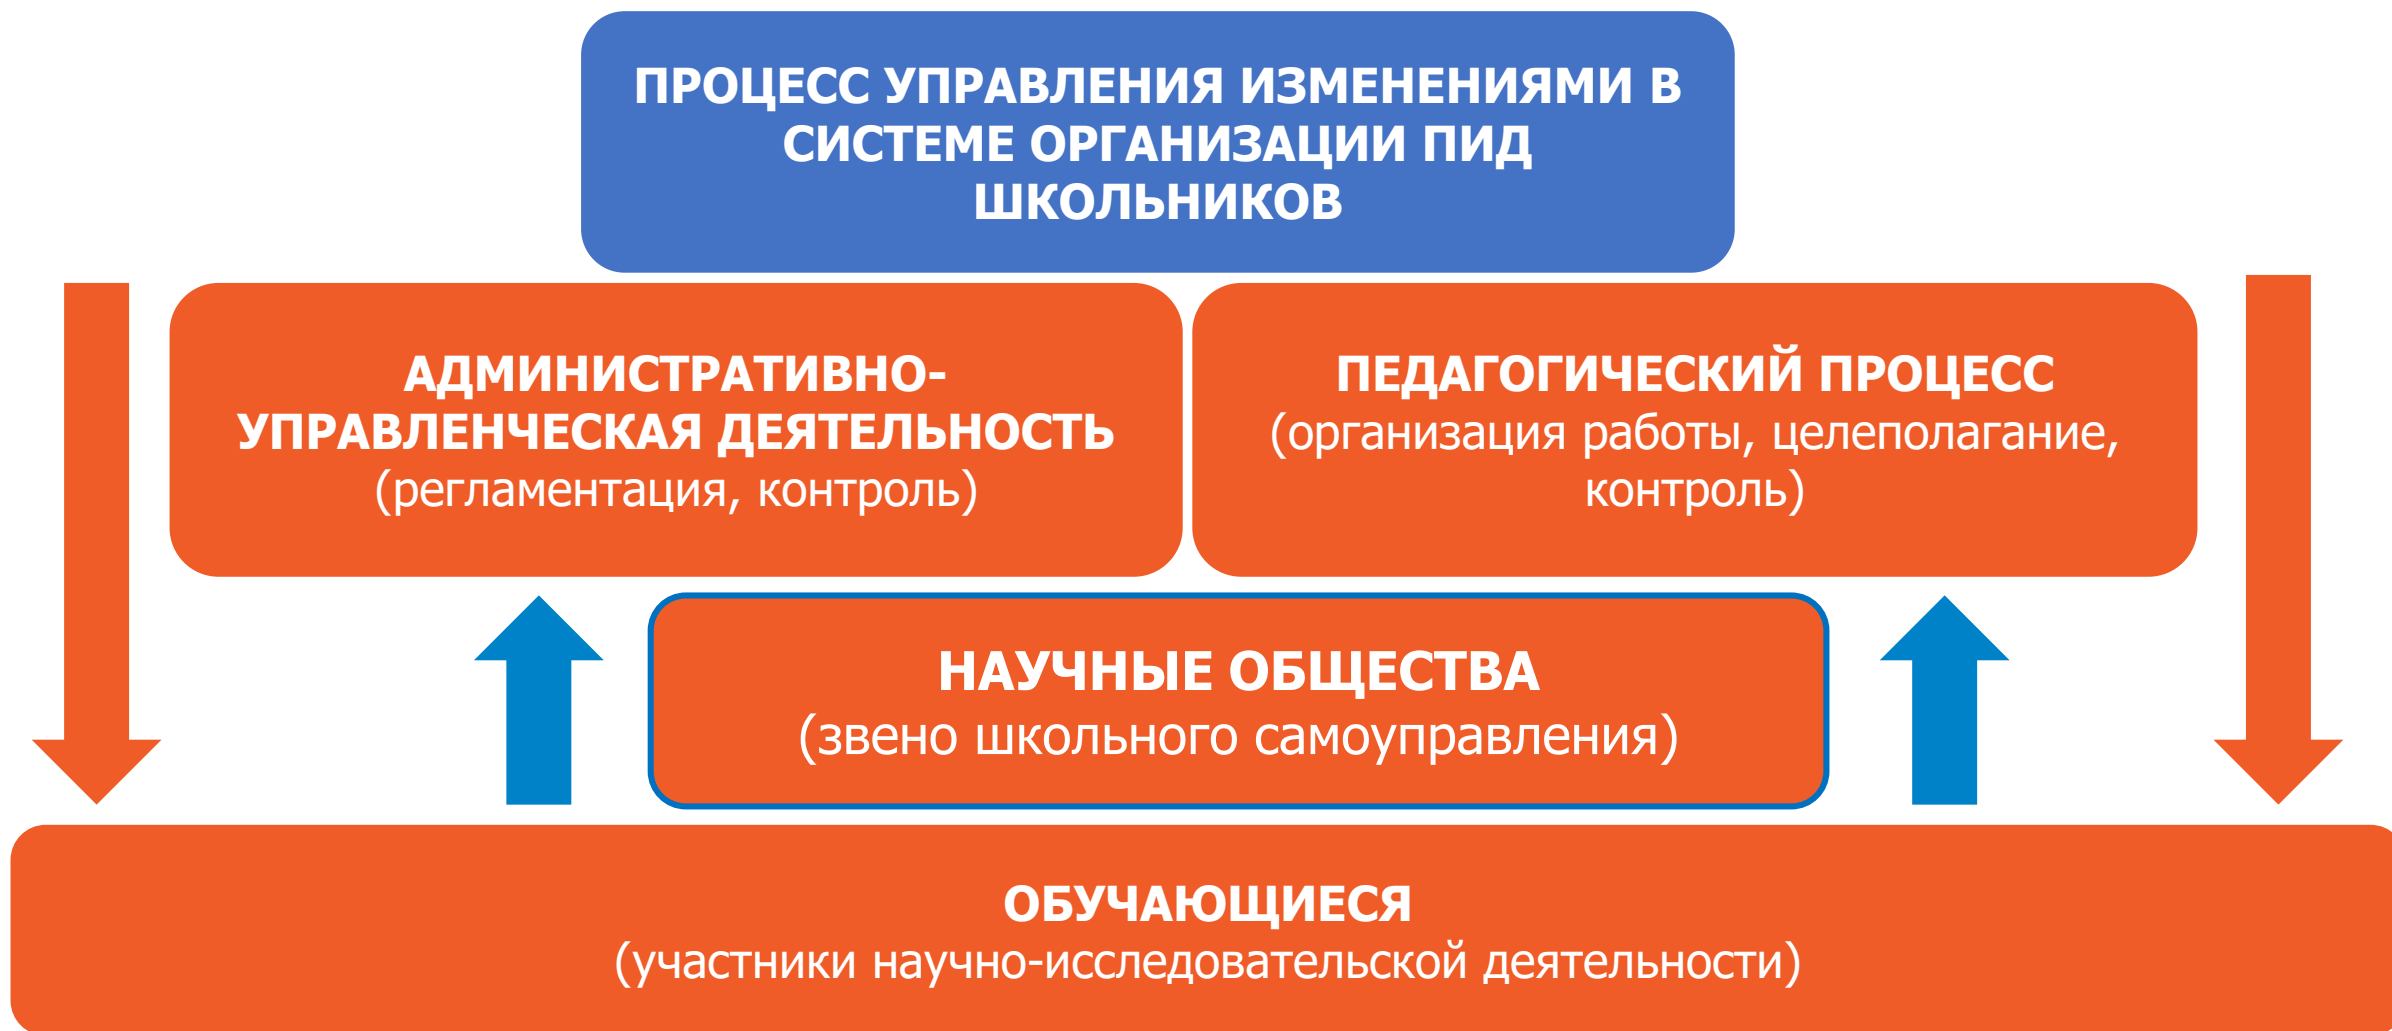 ПРОЦЕСС УПРАВЛЕНИЯ ИЗМЕНЕНИЯМИ В
СИСТЕМЕ ОРГАНИЗАЦИИ ПИД
ШКОЛЬНИКОВ
АДМИНИСТРАТИВНО-
УПРАВЛЕНЧЕСКАЯ ДЕЯТЕЛЬНОСТЬ
(регламентация, контроль)
ПЕДАГОГИЧЕСКИЙ ПРОЦЕСС
(организация работы, целеполагание,
контроль)
НАУЧНЫЕ ОБЩЕСТВА
(звено школьного самоуправления)
ОБУЧАЮЩИЕСЯ
(участники научно-исследовательской деятельности)